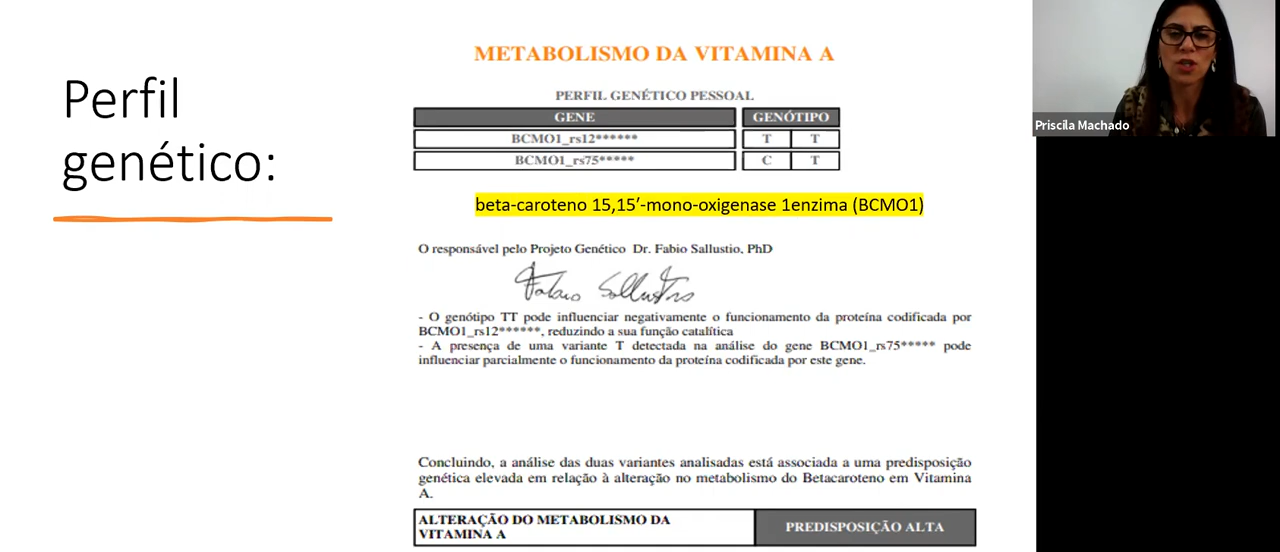 Perfil
genético:
METABOLISMO DA VITAMINA A
PERFIL GENÉTICO PESSOAL
GENE GENÓTIPO
BCMO1_rs12****** T T
BCMO1_rs75***** C T
beta-caroteno 15,15′-mono-oxigenase 1enzima (BCMO1)
O responsável pelo Projeto Genético Dr. Fabio Sallustio, PhD
Fabio Sallustio
- O genótipo TT pode influenciar negativamente o funcionamento da proteína codificada por
BCMO1_rs12******, reduzindo a sua função catalítica
- A presença de uma variante T detectada na análise do gene BCMO1_rs75***** pode
influenciar parcialmente o funcionamento da proteína codificada por este gene.
Concluindo, a análise das duas variantes analisadas está associada a uma predisposição
genética elevada em relação à alteração no metabolismo do Betacaroteno em Vitamina
A.
ALTERAÇÃO DO METABOLISMO DA
VITAMINA A
PREDISPOSIÇÃO ALTA
Priscila Machado